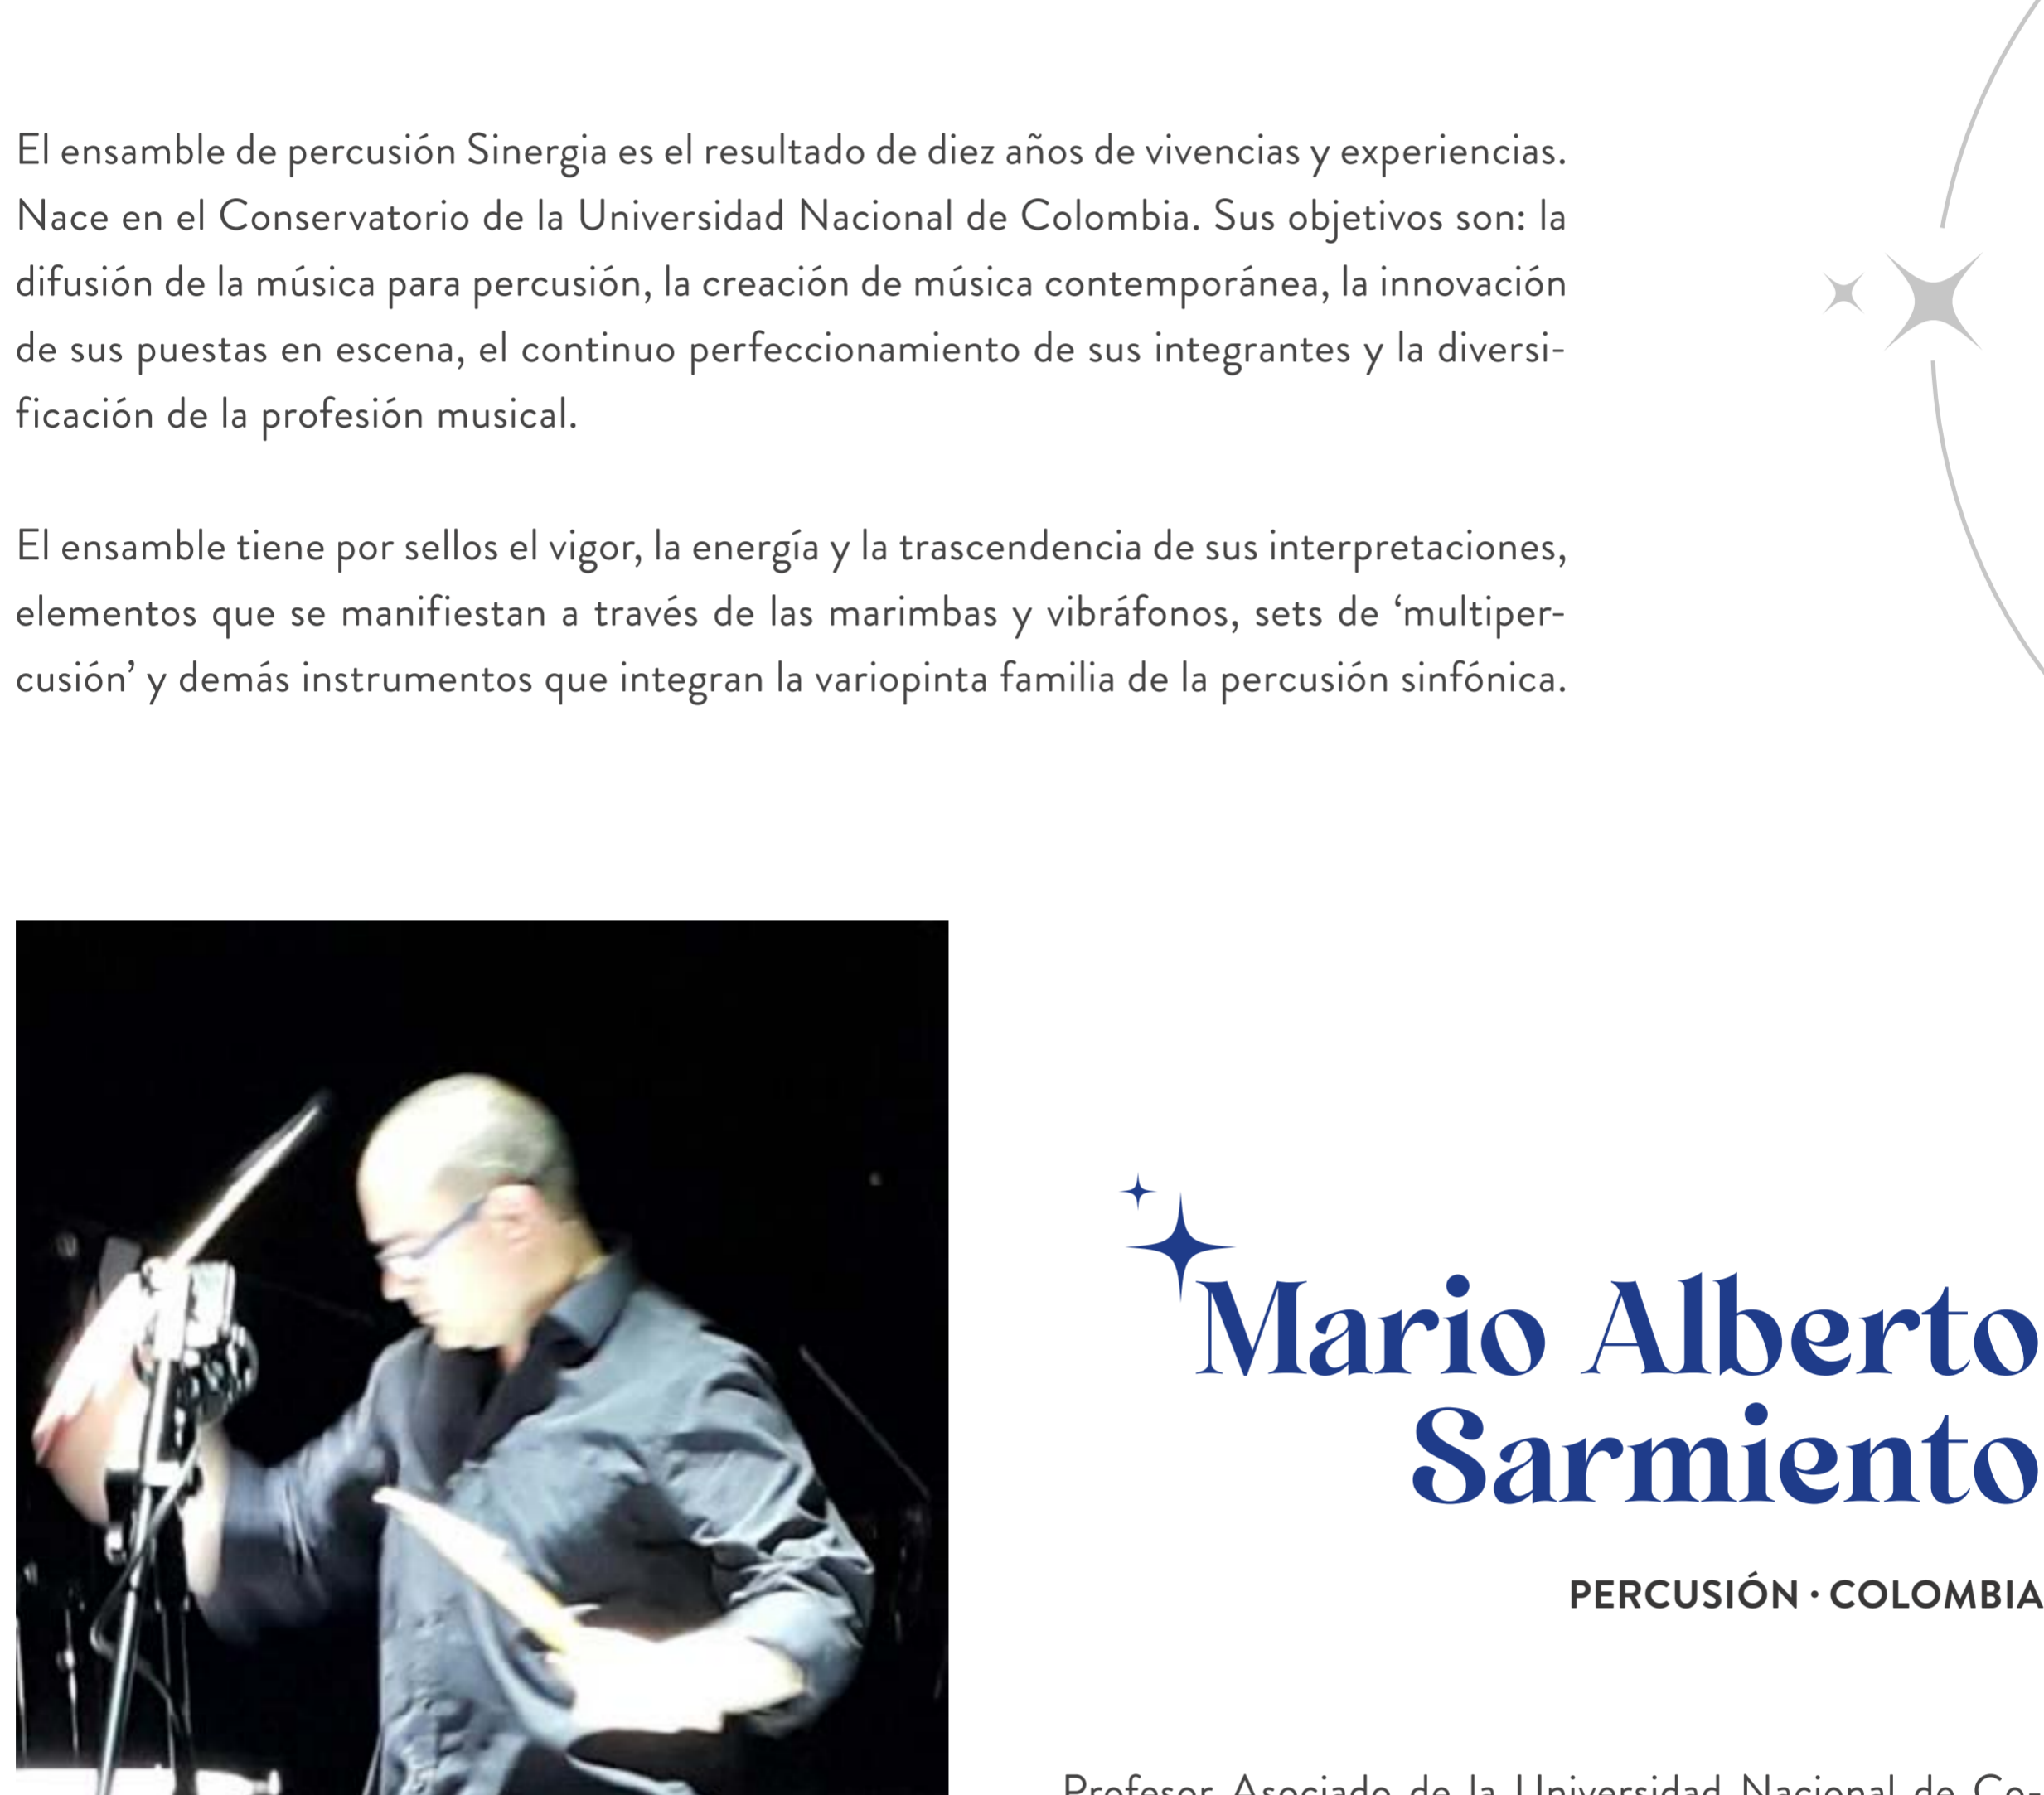 El ensamble de percusión Sinergia es el resultado de diez años de vivencias y experiencias.
Nace en el Conservatorio de la Universidad Nacional de Colombia. Sus objetivos son: la
difusión de la música para percusión, la creación de música contemporánea, la innovación
de sus puestas en escena, el continuo perfeccionamiento de sus integrantes y la diversi-
ficación de la profesión musical.
El ensamble tiene por sellos el vigor, la energía y la trascendencia de sus interpretaciones,
elementos que se manifiestan a través de las marimbas y vibráfonos, sets de ‘multiper-
cusión’ y demás instrumentos que integran la variopinta familia de la percusión sinfónica.
Mario Alberto
Sarmiento
PERCUSIÓN · COLOMBIA
Profesor Asociado de la Universidad Nacional de Co-